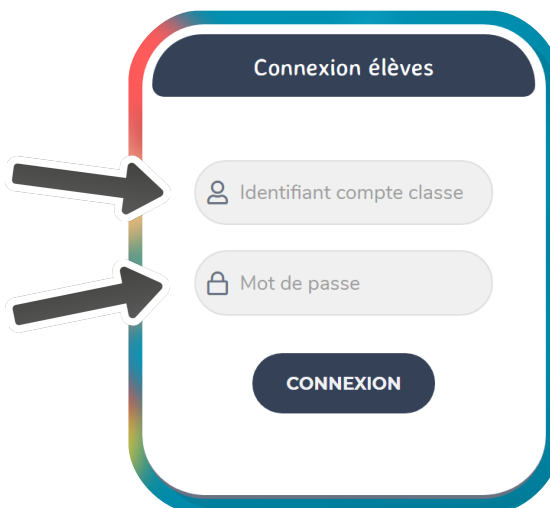 Connexion élèves
Identifiant compte classe
Mot de passe
CONNEXION